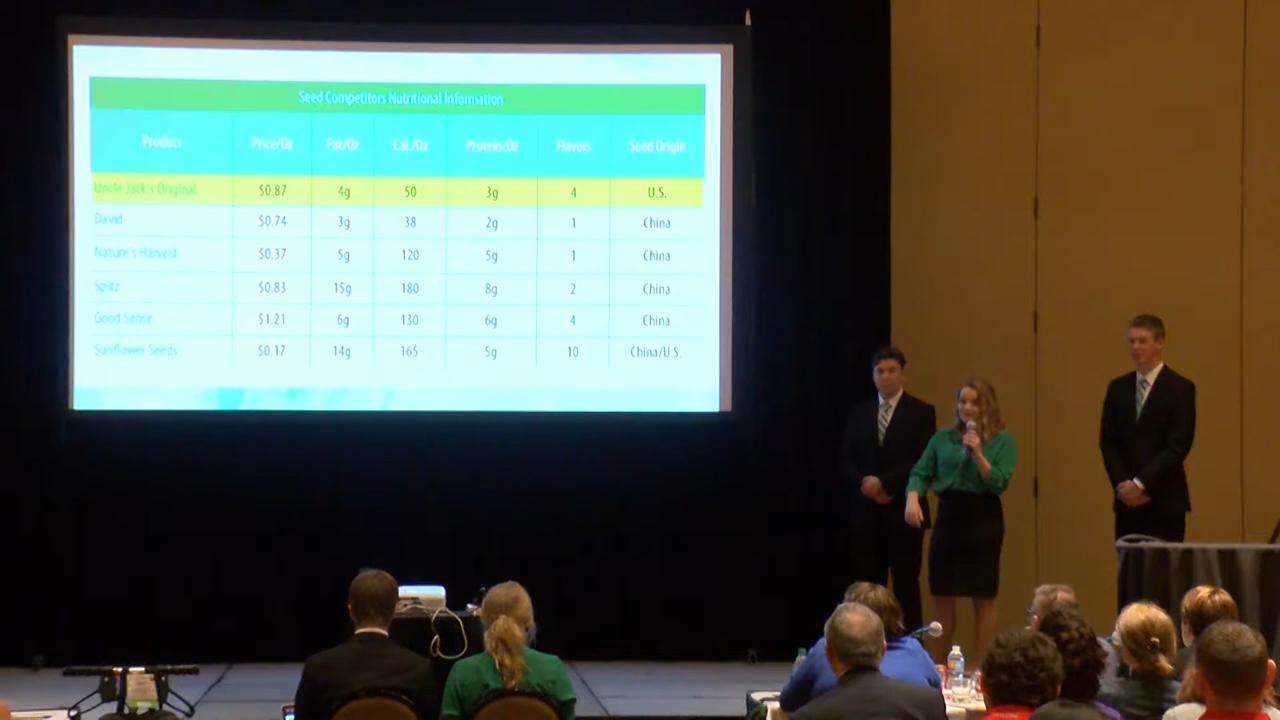 Seed Competitors Nutritional Information
Product Price/Oz Fat/Oz Cal./Oz Protein/Oz Flavors Seed Origin
Uncle Jack's Original $0.87 4g 50 3g 4 U.S.
David $0.74 3g 38 2g 1 China
Nature's Harvest $0.37 5g 120 5g 1 China
Spitz $0.83 15g 180 8g 2 China
Good Sense $1.21 6g 130 6g 4 China
Sunflower Seeds $0.17 14g 165 5g 10 China/U.S.